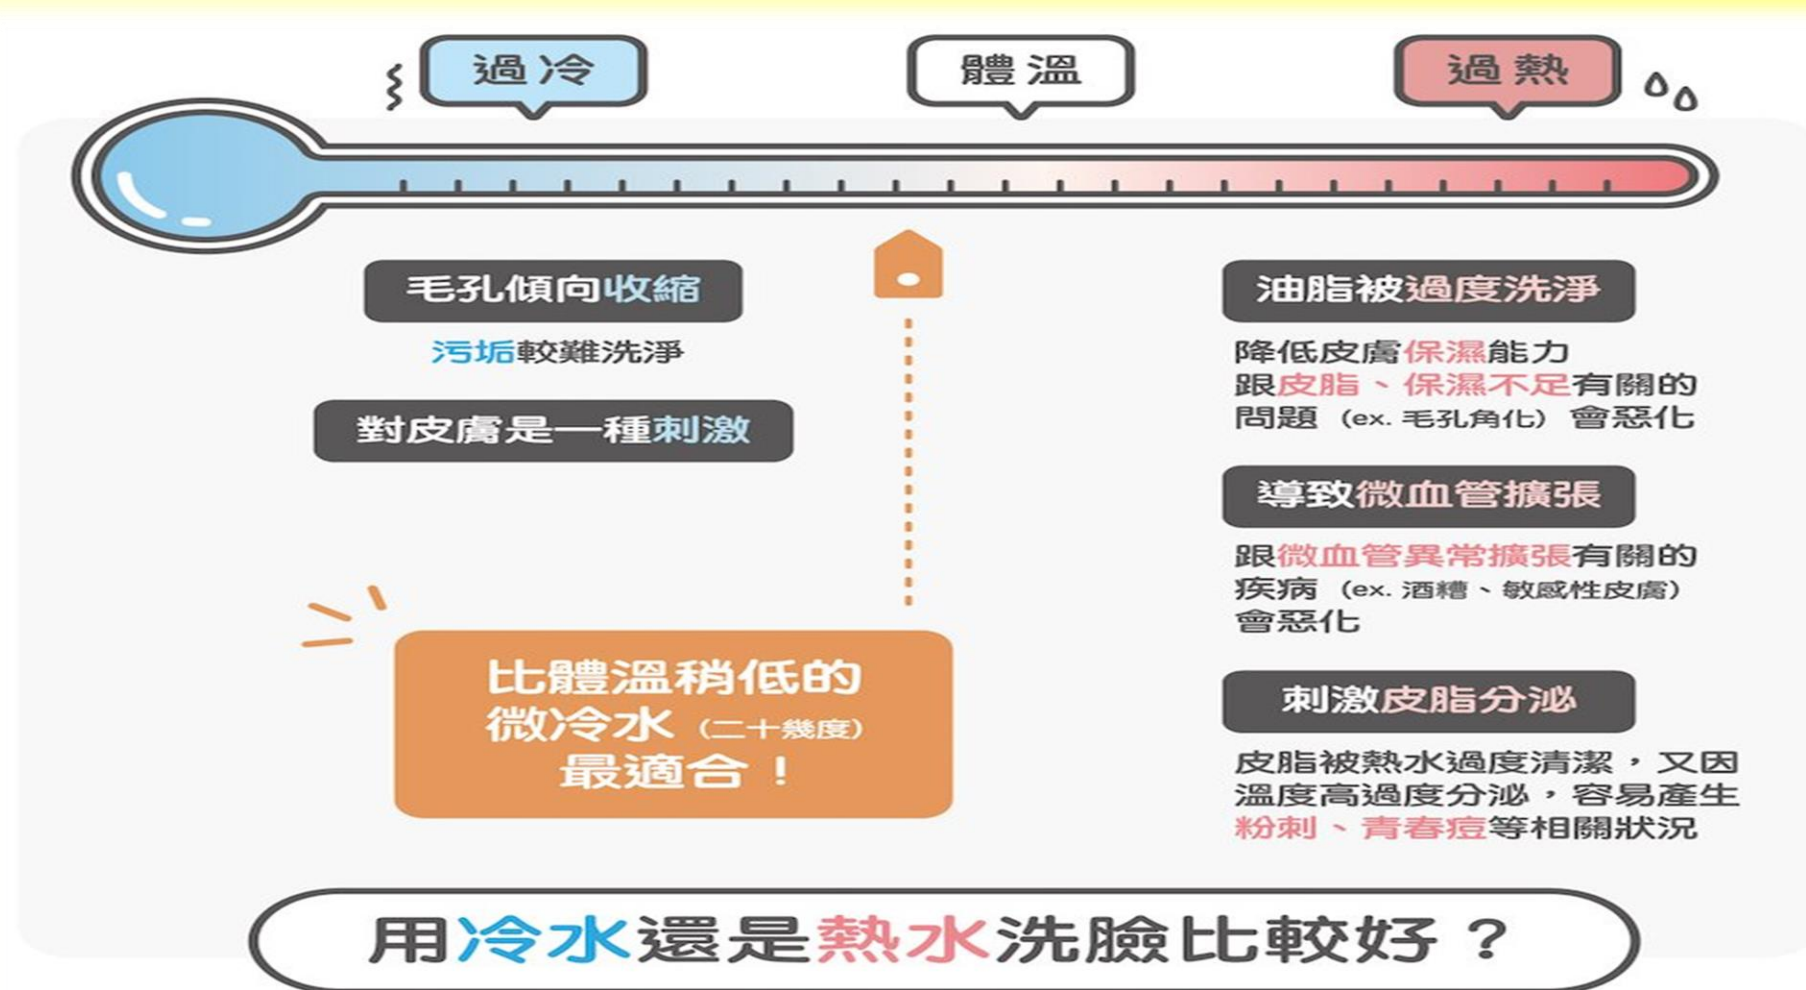 過冷
體溫
過熱
毛孔傾向收縮
污垢較難洗淨
對皮膚是一種刺激
比體溫稍低的
微冷水（二十幾度）
最適合！
油脂被過度洗淨
降低皮膚保濕能力
跟皮脂、保濕不足有關的
問題（ex. 毛孔角化）會惡化
導致微血管擴張
跟微血管異常擴張有關的
疾病（ex. 酒糟、敏感性皮膚）
會惡化
刺激皮脂分泌
皮脂被熱水過度清潔，又因
溫度高過度分泌，容易產生
粉刺、青春痘等相關狀況
用冷水還是熱水洗臉比較好？